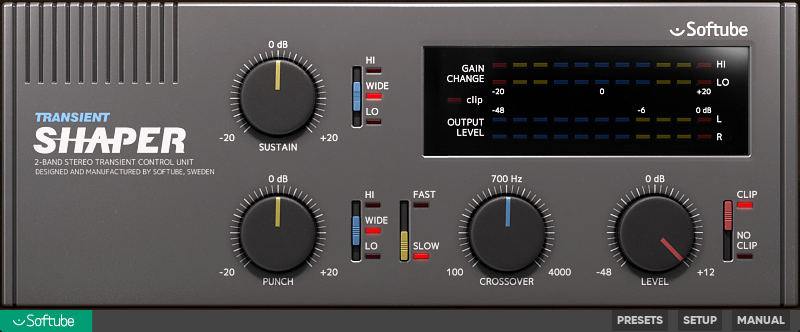 Softube
0 dB
HI
WIDE
LO
-20
+20
SUSTAIN
GAIN
CHANGE
HI
LO
-20
0
+20
clip
-48
-6
0 dB
OUTPUT
LEVEL
L
R
TRANSIENT
SHAPER
2-BAND STEREO TRANSIENT CONTROL UNIT
DESIGNED AND MANUFACTURED BY SOFTUBE, SWEDEN
0 dB
HI
WIDE
LO
-20
+20
PUNCH
FAST
SLOW
700 Hz
100
4000
CROSSOVER
0 dB
-48
+12
LEVEL
CLIP
NO
CLIP
Softube
PRESETS
SETUP
MANUAL